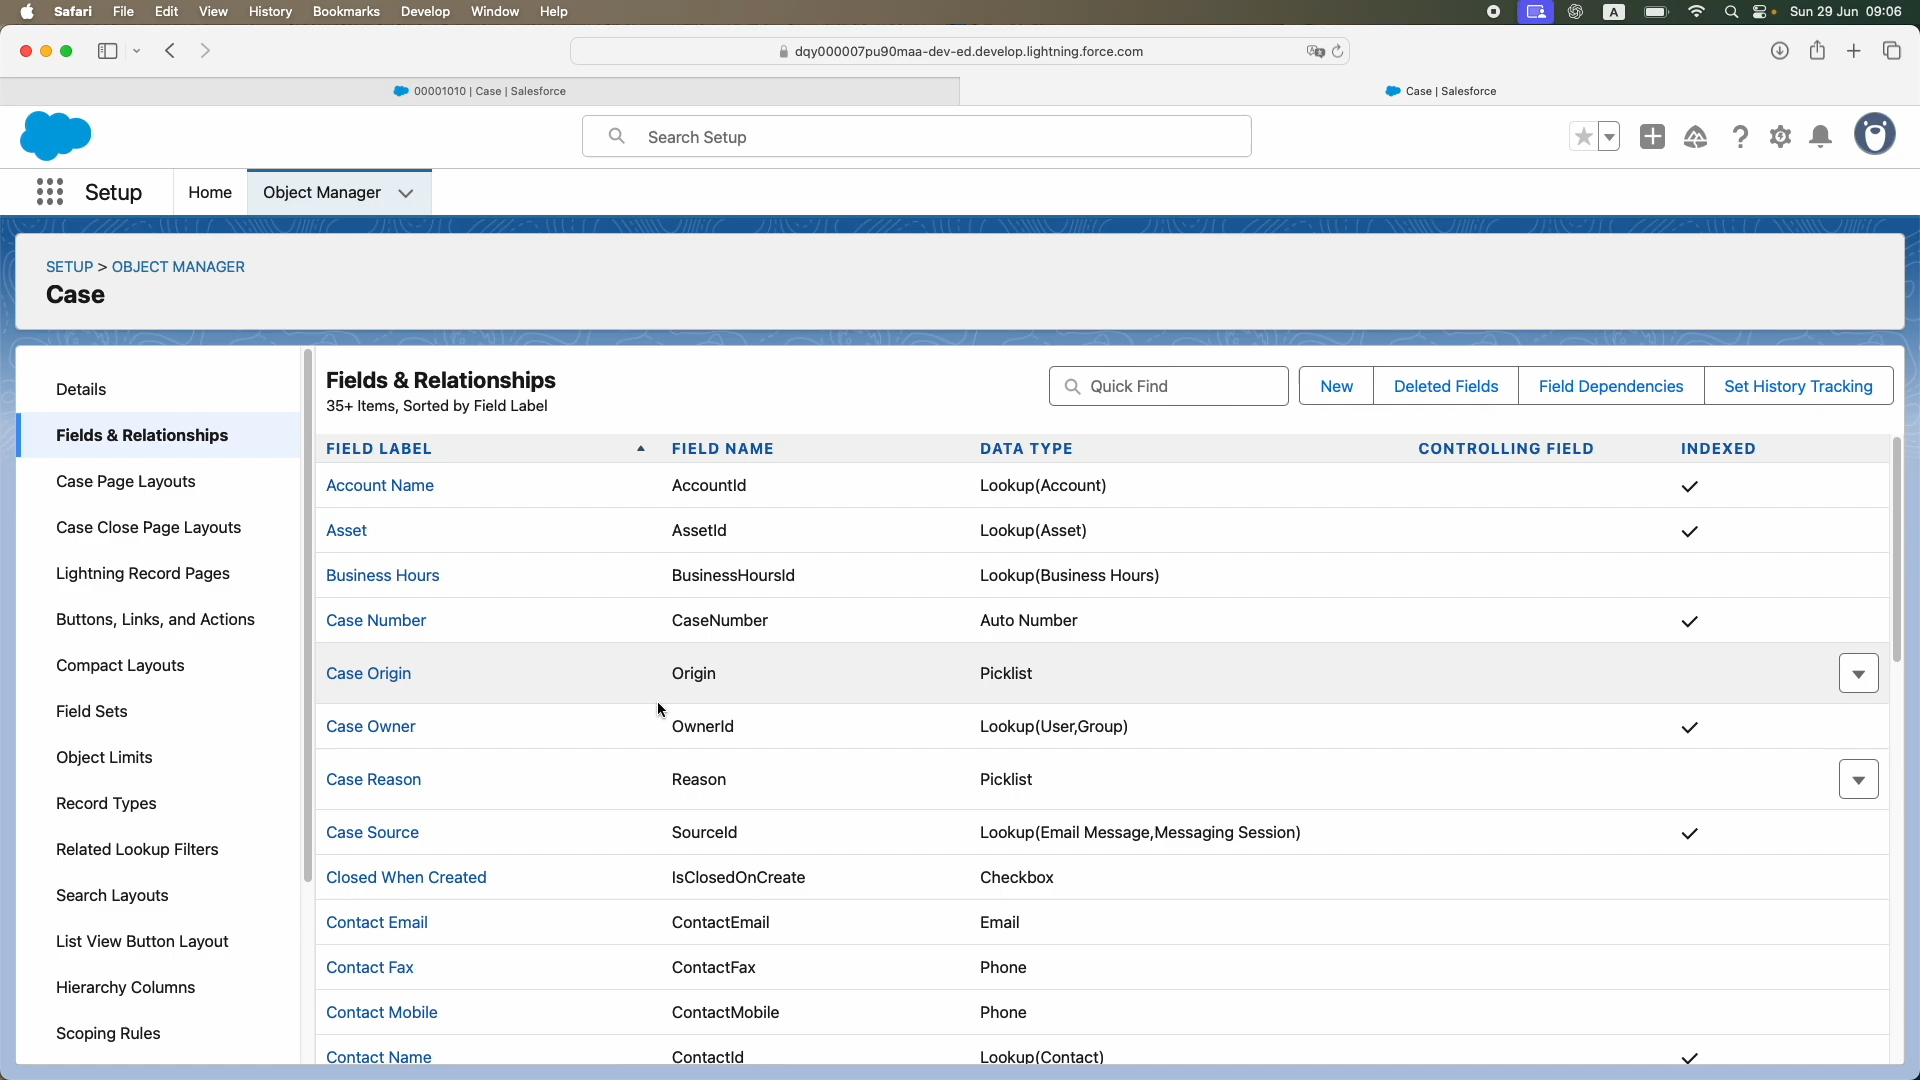 Safari File Edit View History Bookmarks Develop Window Help A Sun 29 Jun 09:06
dqy000007pu90maa-dev-ed.develop.lightning.force.com
00001010 | Case | Salesforce Case | Salesforce
Search Setup
Setup Home Object Manager
SETUP > OBJECT MANAGER
Case
Details
Fields & Relationships
Case Page Layouts
Case Close Page Layouts
Lightning Record Pages
Buttons, Links, and Actions
Compact Layouts
Field Sets
Object Limits
Record Types
Related Lookup Filters
Search Layouts
List View Button Layout
Hierarchy Columns
Scoping Rules
Fields & Relationships
35+ Items, Sorted by Field Label
Quick Find New Deleted Fields Field Dependencies Set History Tracking
FIELD LABEL FIELD NAME DATA TYPE CONTROLLING FIELD INDEXED
Account Name AccountId Lookup(Account)
Asset AssetId Lookup(Asset)
Business Hours BusinessHoursId Lookup(Business Hours)
Case Number CaseNumber Auto Number
Case Origin Origin Picklist
Case Owner OwnerId Lookup(User,Group)
Case Reason Reason Picklist
Case Source SourceId Lookup(Email Message,Messaging Session)
Closed When Created IsClosedOnCreate Checkbox
Contact Email ContactEmail Email
Contact Fax ContactFax Phone
Contact Mobile ContactMobile Phone
Contact Name ContactId Lookup(Contact)